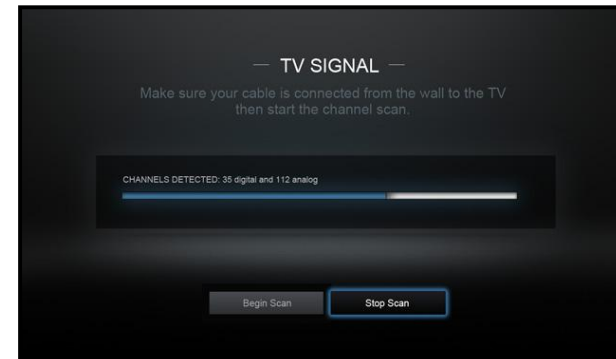 — TV SIGNAL —
Make sure your cable is connected from the wall to the TV
then start the channel scan.
CHANNELS DETECTED: 35 digital and 112 analog
Begin Scan
Stop Scan